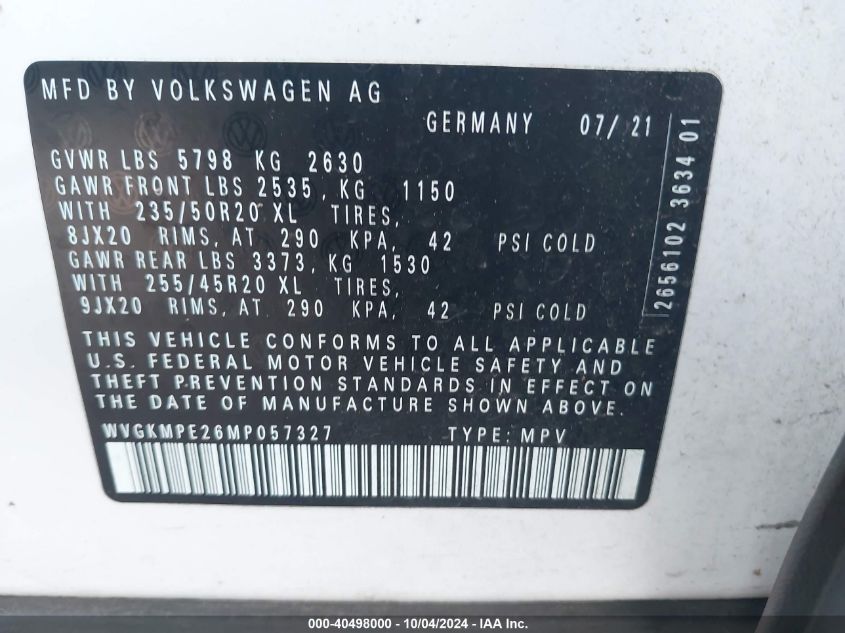 MFD BY VOLKSWAGEN AG
GERMANY 07/ 21
GVWR LBS 5798 KG 2630
GAWR FRONT LBS 2535, KG 1150
WITH 235/50R20 XL TIRES,
8JX20 RIMS, AT 290 KPA, 42 PSI COLD
GAWR REAR LBS 3373, KG 1530
WITH 255/45R20 XL TIRES,
9JX20 RIMS, AT 290 KPA, 42 PSI COLD
THIS VEHICLE CONFORMS TO ALL APPLICABLE
U.S. FEDERAL MOTOR VEHICLE SAFETY AND
THEFT PREVENTION STANDARDS IN EFFECT ON
THE DATE OF MANUFACTURE SHOWN ABOVE.
WVGKMPE26MP057327 TYPE: MPV
2656102 3634 01
000-40498000 - 10/04/2024 - IAA Inc.